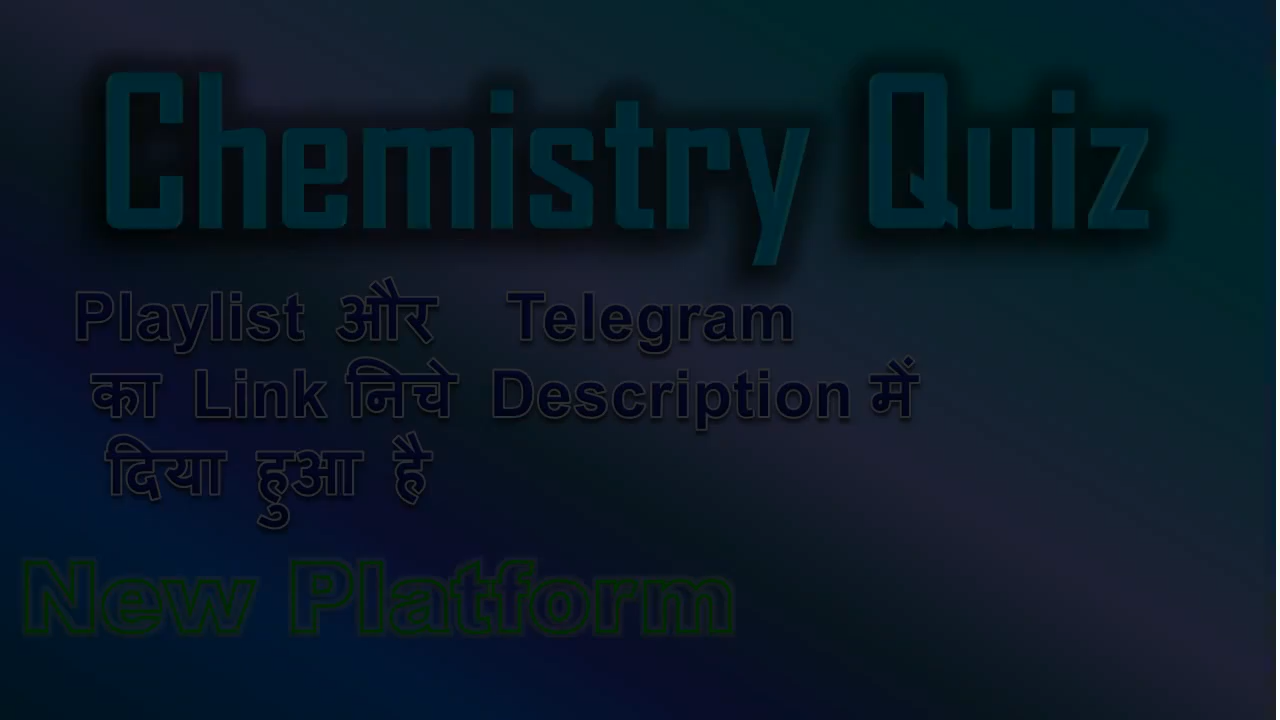 Chemistry Quiz
Playlist और Telegram
का Link निचे Description में
दिया हुआ है
New Platform